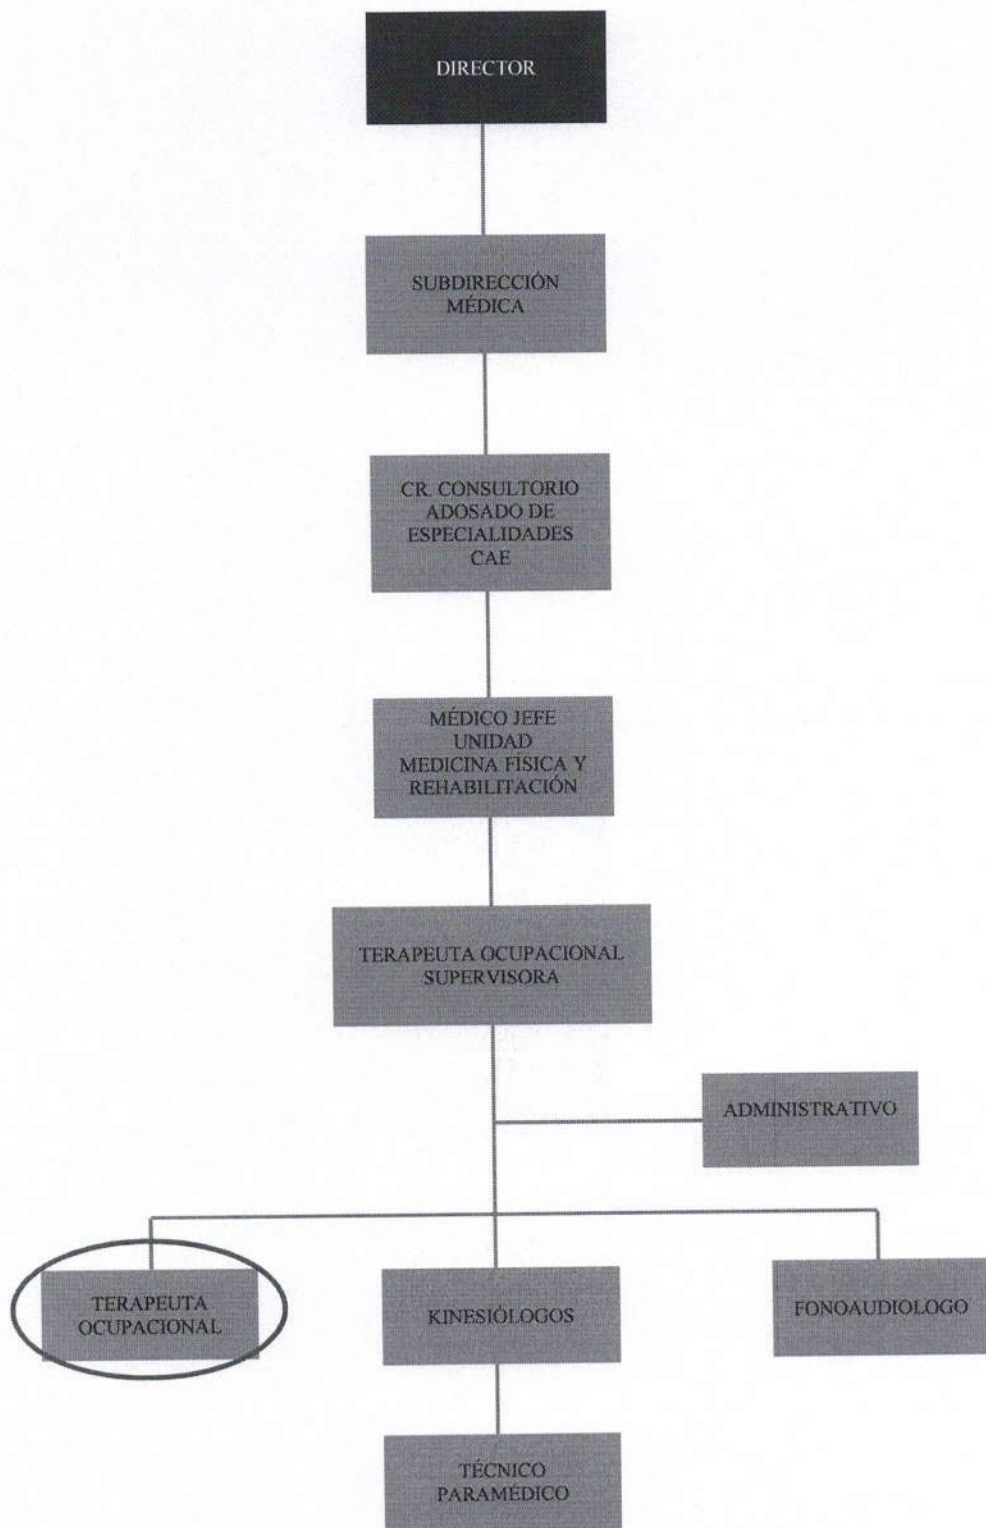 DIRECTOR
SUBDIRECCIÓN
MÉDICA
CR. CONSULTORIO
ADOSADO DE
ESPECIALIDADES
CAE
MÉDICO JEFE
UNIDAD
MEDICINA FÍSICA Y
REHABILITACIÓN
TERAPEUTA OCUPACIONAL
SUPERVISORA
ADMINISTRATIVO
TERAPEUTA
OCUPACIONAL
KINESIÓLOGOS
FONOAUDIOLOGO
TÉCNICO
PARAMÉDICO